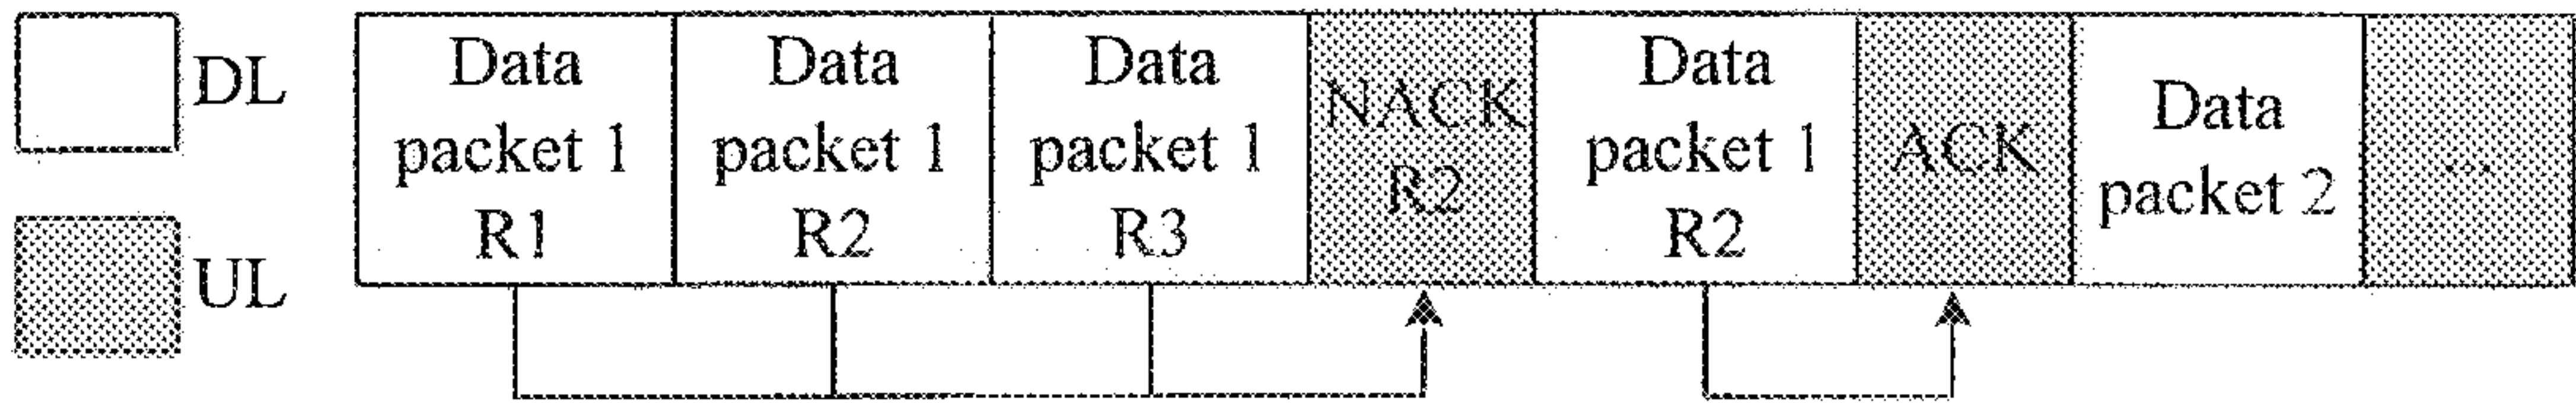 DL
UL
Data
packet 1
R1
Data
packet 1
R2
Data
packet 1
R3
NACK
R2
Data
packet 1
R2
ACK
Data
packet 2
...